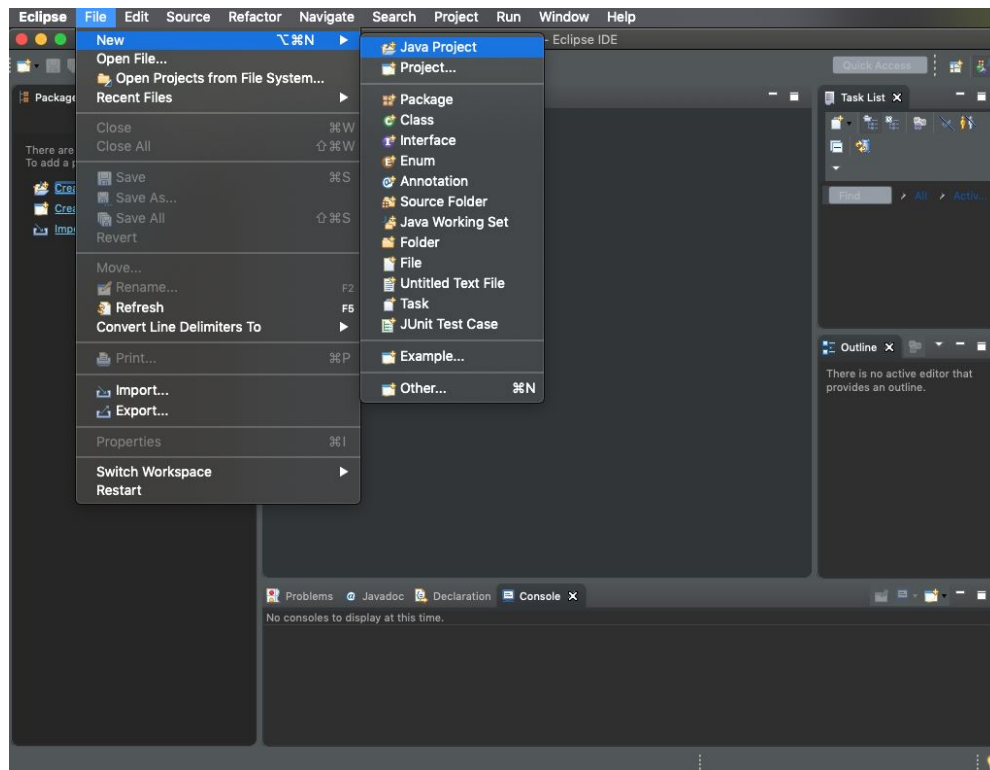 Eclipse File Edit Source Refactor Navigate Search Project Run Window Help
- Eclipse IDE
New ⌥⌘N ▶
Open File...
Open Projects from File System...
Recent Files ▶
Close ⌘W
Close All ⇧⌘W
Save ⌘S
Save As...
Save All ⇧⌘S
Revert
Move...
Rename... F2
Refresh F5
Convert Line Delimiters To ▶
Print... ⌘P
Import...
Export...
Properties ⌘I
Switch Workspace ▶
Restart
Java Project
Project...
Package
Class
Interface
Enum
Annotation
Source Folder
Java Working Set
Folder
File
Untitled Text File
Task
JUnit Test Case
Example...
Other... ⌘N
Package
There are
To add a p
Crea
Crea
Impo
Quick Access
Task List
Find All Activ...
Outline
There is no active editor that
provides an outline.
Problems @ Javadoc Declaration Console
No consoles to display at this time.